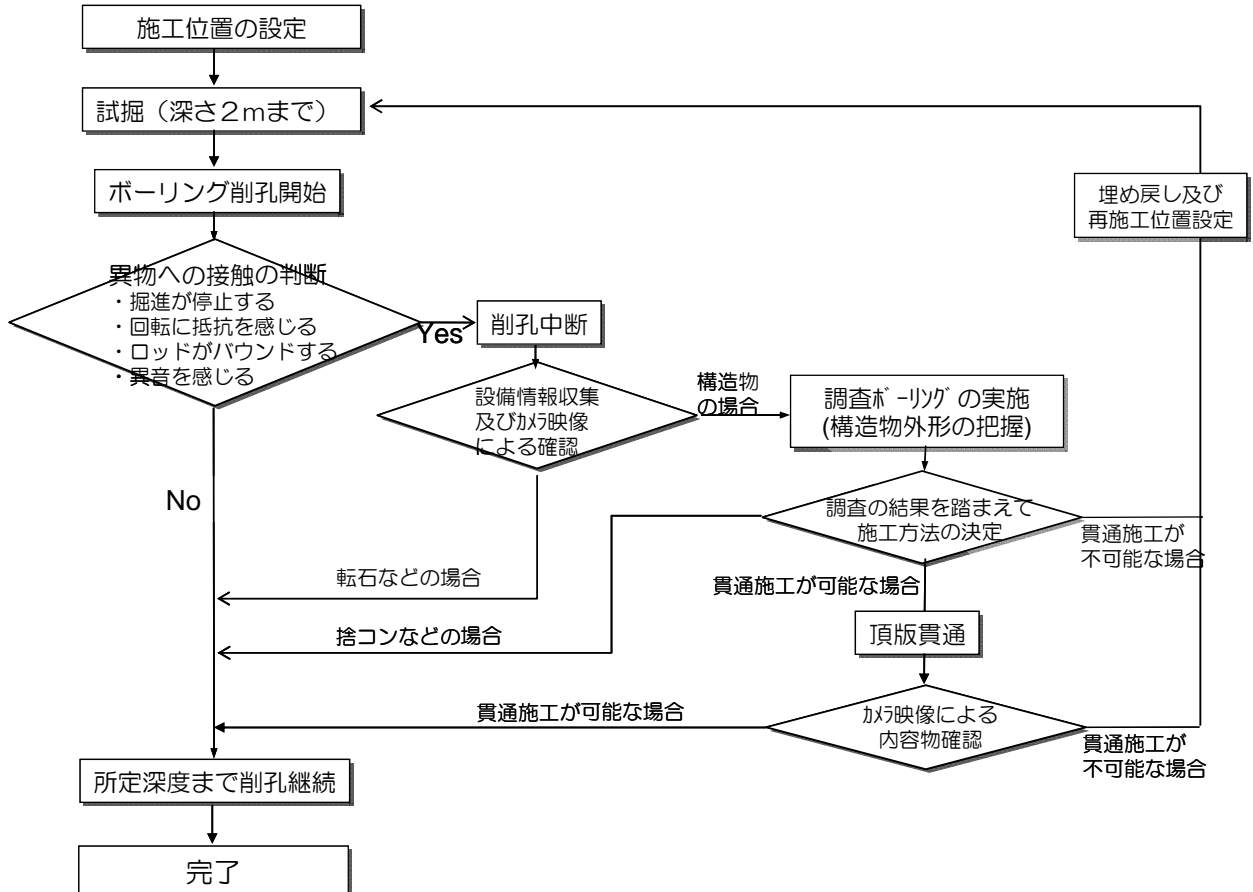 施工位置の設定
試掘（深さ２ｍまで）
ボーリング削孔開始
埋め戻し及び
再施工位置設定
異物への接触の判断
・掘進が停止する
・回転に抵抗を感じる
・ロッドがバウンドする
・異音を感じる
Yes
削孔中断
設備情報収集
及びｶﾒﾗ映像
による確認
構造物
の場合
調査ﾎﾞｰﾘﾝｸﾞの実施
(構造物外形の把握)
No
調査の結果を踏まえて
施工方法の決定
貫通施工が
不可能な場合
転石などの場合
貫通施工が可能な場合
捨コンなどの場合
頂版貫通
貫通施工が可能な場合
ｶﾒﾗ映像による
内容物確認
貫通施工が
不可能な場合
所定深度まで削孔継続
完了